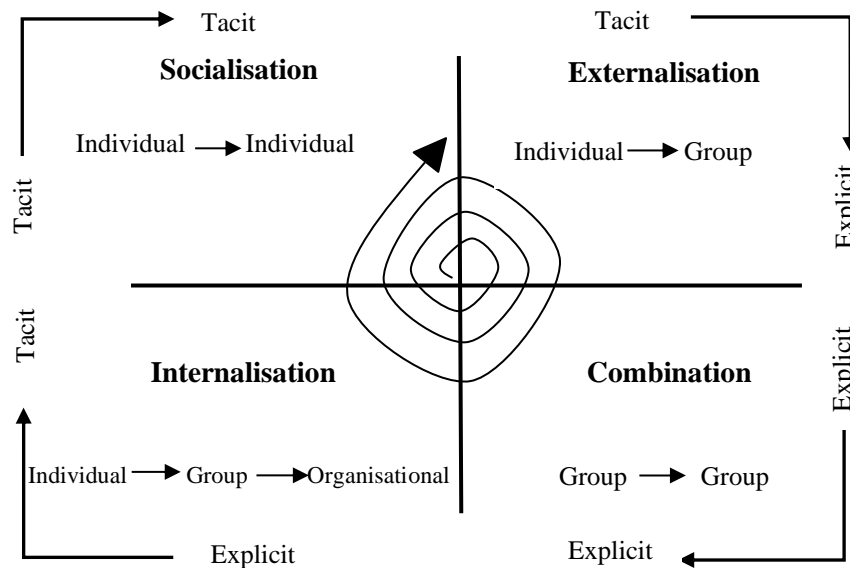 Tacit
Tacit
Socialisation
Externalisation
Individual
Individual
Individual
Group
Tacit
Explicit
Tacit
Explicit
Internalisation
Combination
Individual
Group
Organisational
Group
Group
Explicit
Explicit